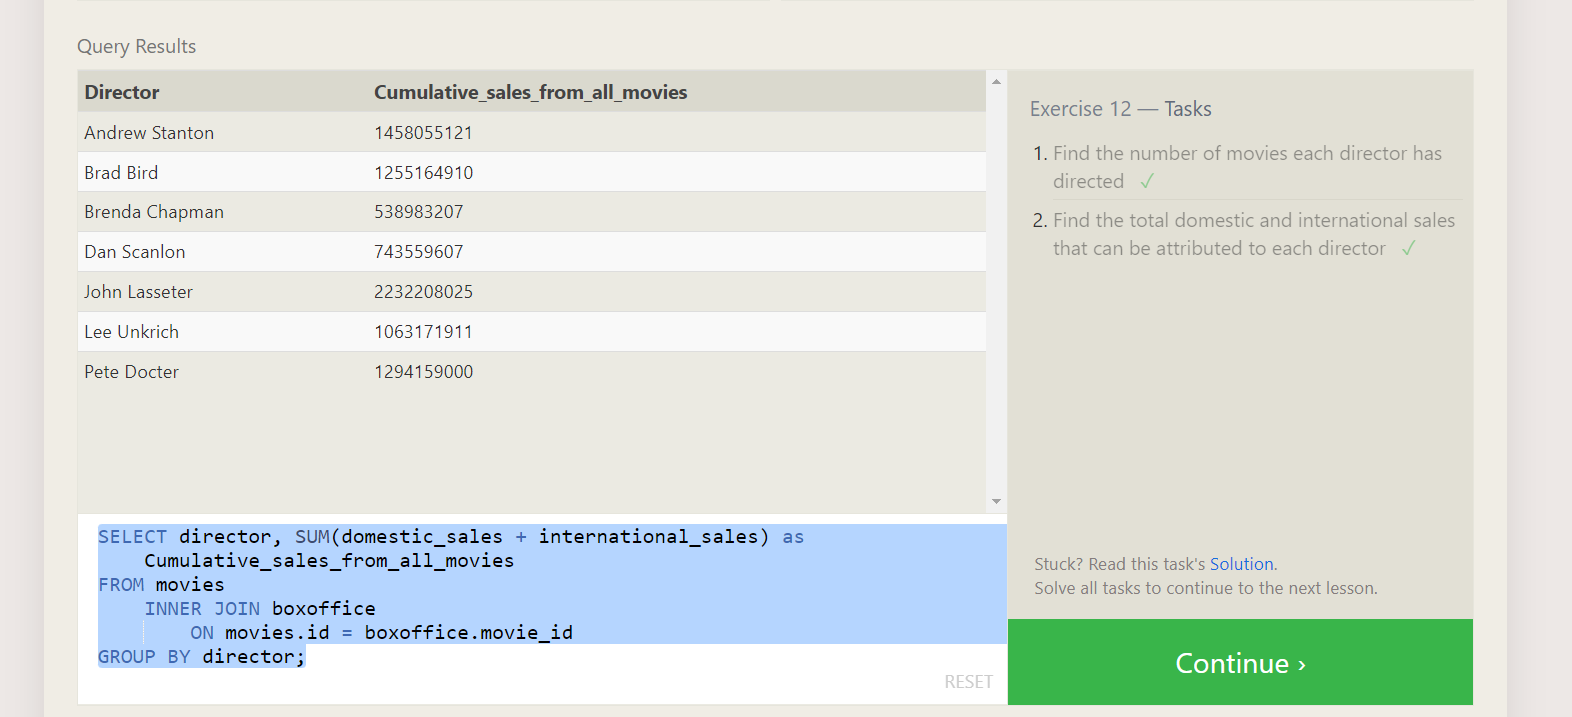 Query Results
Director Cumulative_sales_from_all_movies
Andrew Stanton 1458055121
Brad Bird 1255164910
Brenda Chapman 538983207
Dan Scanlon 743559607
John Lasseter 2232208025
Lee Unkrich 1063171911
Pete Docter 1294159000
SELECT director, SUM(domestic_sales + international_sales) as
Cumulative_sales_from_all_movies
FROM movies
INNER JOIN boxoffice
ON movies.id = boxoffice.movie_id
GROUP BY director;
RESET
Exercise 12 — Tasks
1. Find the number of movies each director has
directed ✓
2. Find the total domestic and international sales
that can be attributed to each director ✓
Stuck? Read this task's Solution.
Solve all tasks to continue to the next lesson.
Continue ›